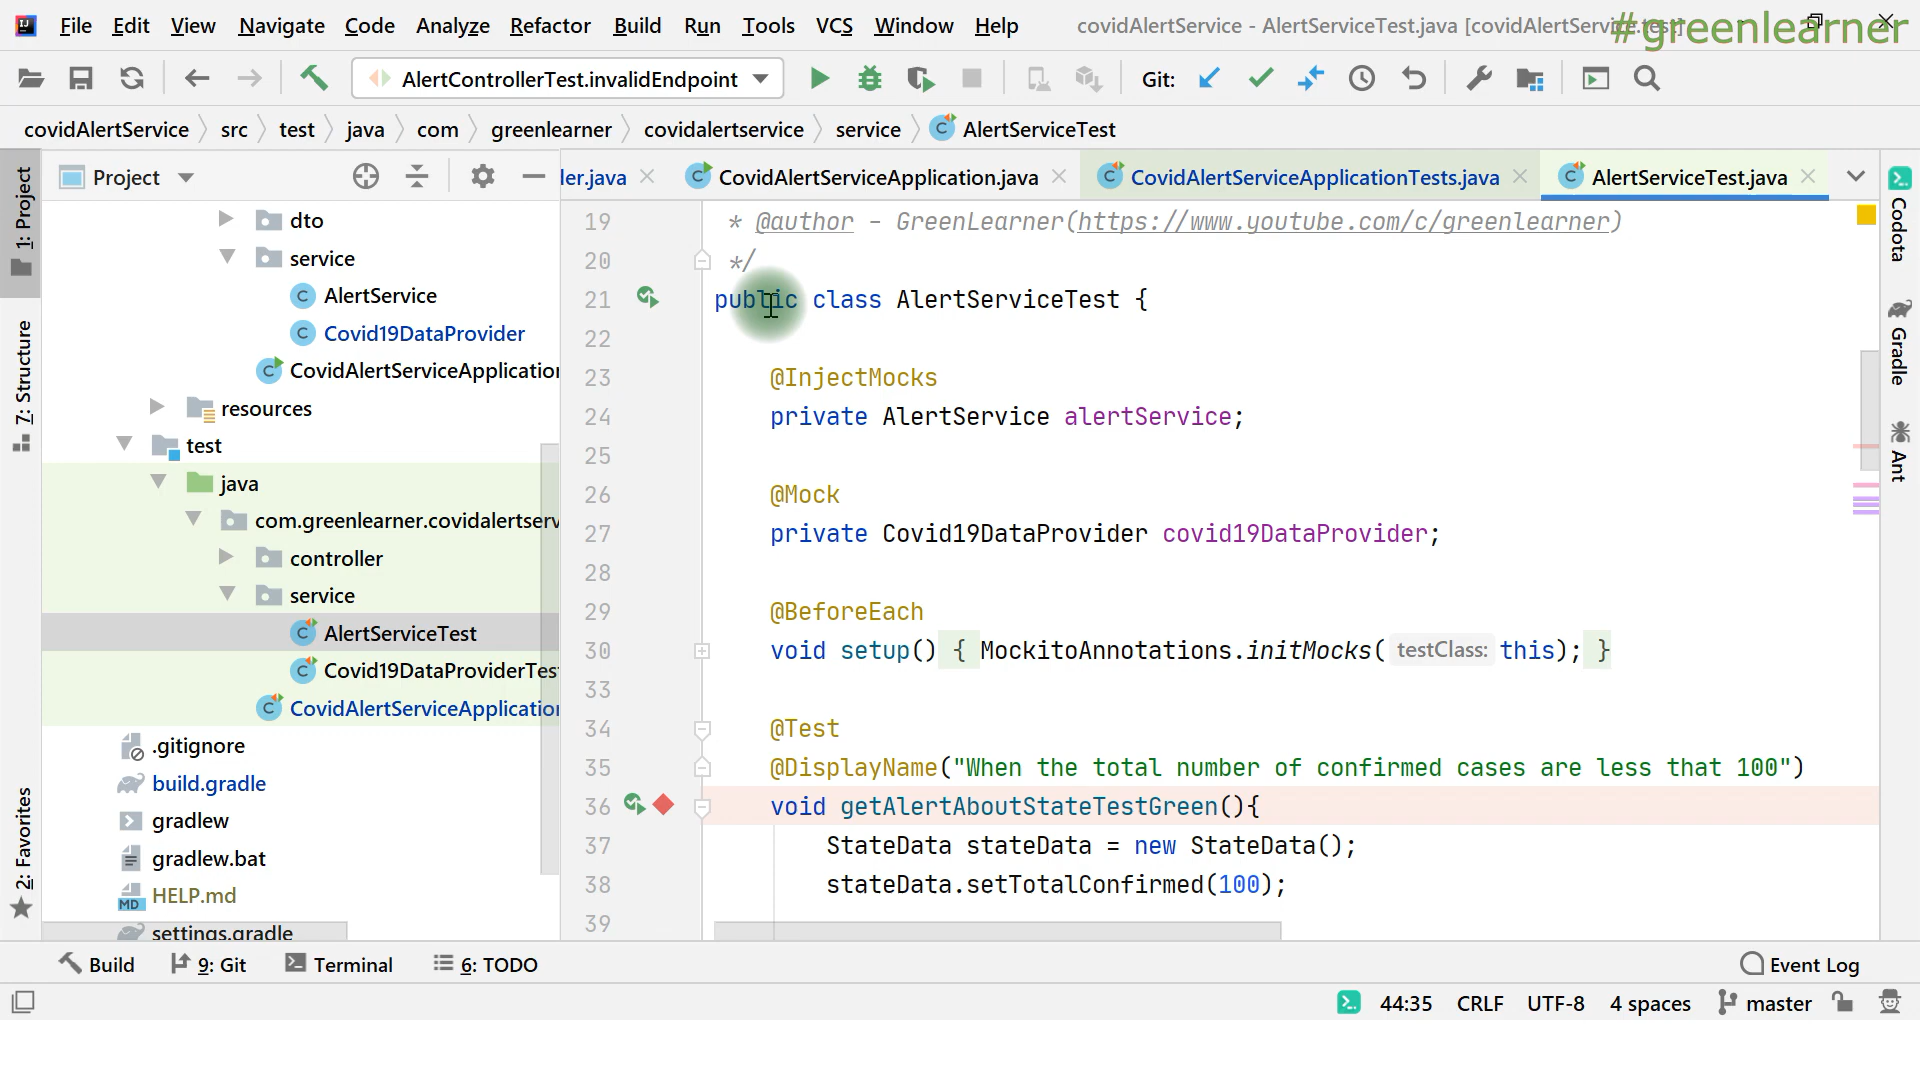 File Edit View Navigate Code Analyze Refactor Build Run Tools VCS Window Help covidAlertService - AlertServiceTest.java [covidAlertService.test]
#greenlearner
AlertControllerTest.invalidEndpoint Git:
covidAlertService src test java com greenlearner covidalertservice service AlertServiceTest
1: Project
7: Structure
2: Favorites
Project
dto
service
AlertService
Covid19DataProvider
CovidAlertServiceApplication
resources
test
java
com.greenlearner.covidalertserv
controller
service
AlertServiceTest
Covid19DataProviderTes
CovidAlertServiceApplication
.gitignore
build.gradle
gradlew
gradlew.bat
HELP.md
settings.gradle
ler.java CovidAlertServiceApplication.java CovidAlertServiceApplicationTests.java AlertServiceTest.java
19 * @author - GreenLearner(https://www.youtube.com/c/greenlearner)
20 */
21 public class AlertServiceTest {
22
23 @InjectMocks
24 private AlertService alertService;
25
26 @Mock
27 private Covid19DataProvider covid19DataProvider;
28
29 @BeforeEach
30 void setup() { MockitoAnnotations.initMocks( testClass: this); }
33
34 @Test
35 @DisplayName("When the total number of confirmed cases are less that 100")
36 void getAlertAboutStateTestGreen(){
37 StateData stateData = new StateData();
38 stateData.setTotalConfirmed(100);
39
Codota
Gradle
Ant
Build 9: Git Terminal 6: TODO Event Log
44:35 CRLF UTF-8 4 spaces master